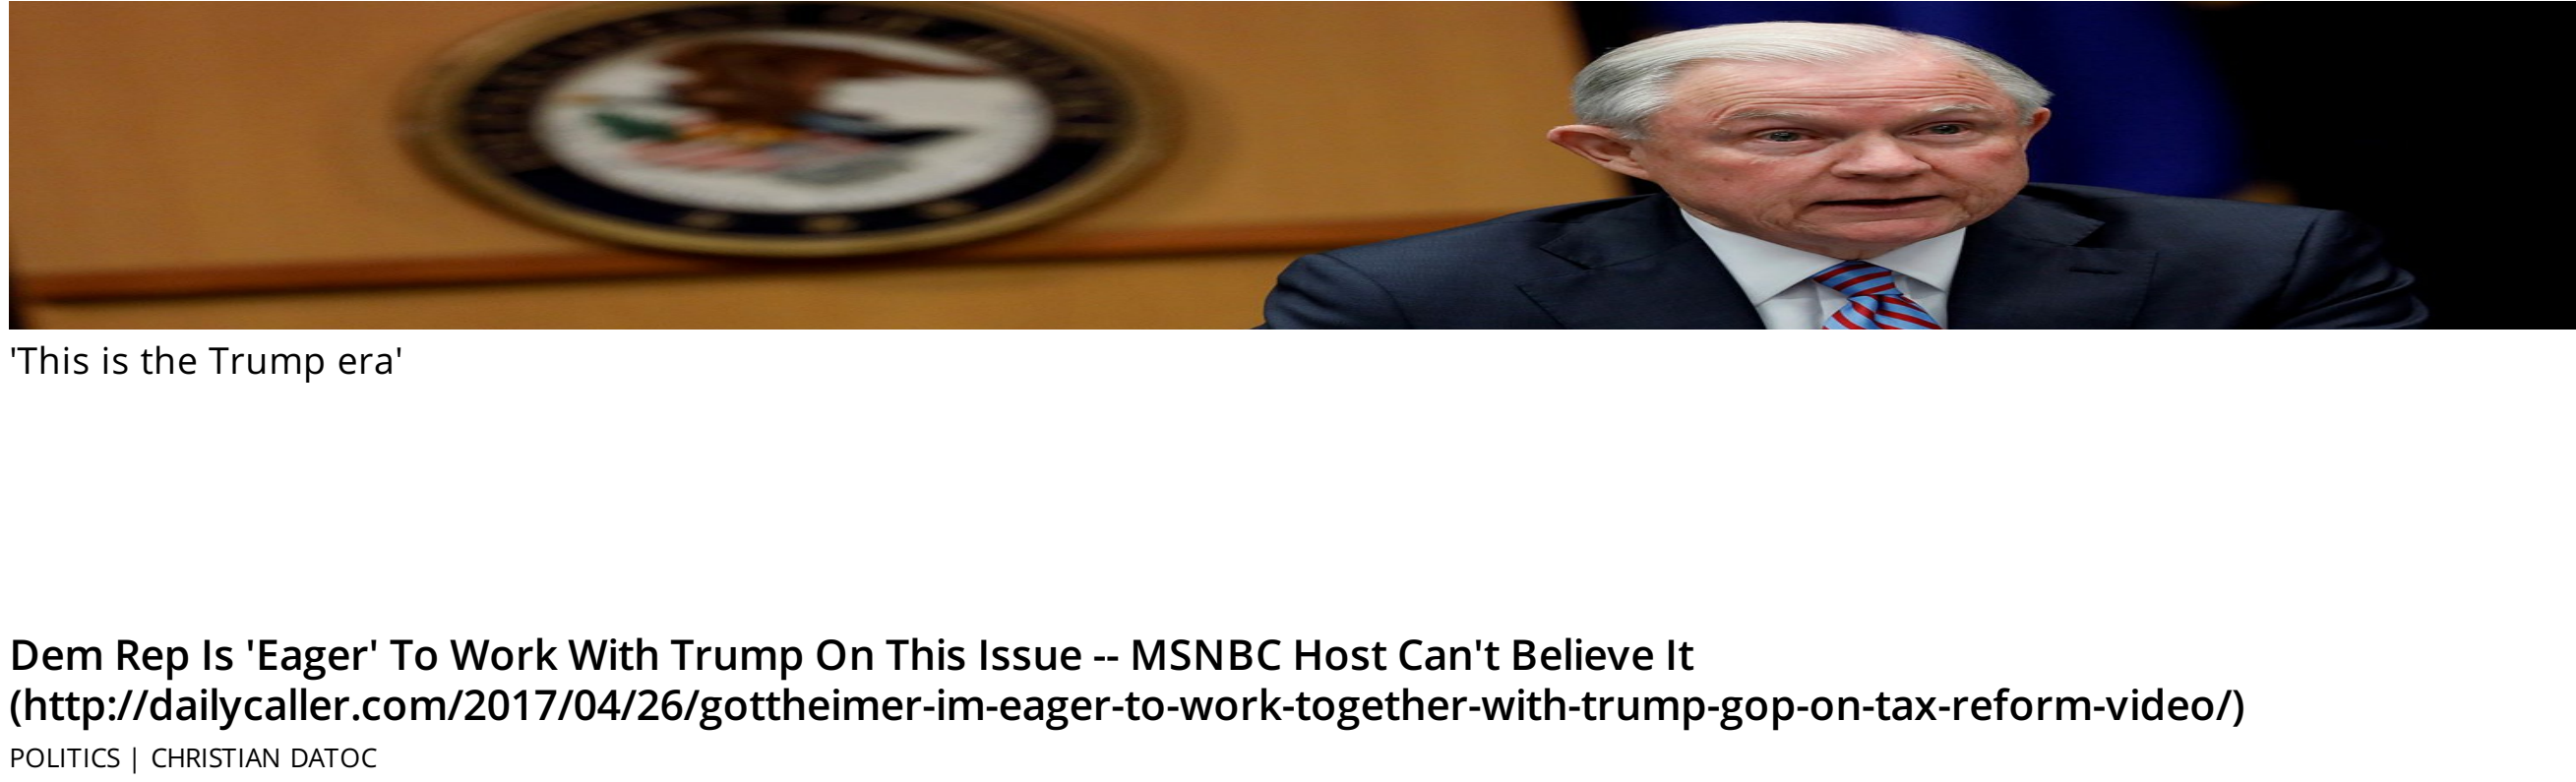 'This is the Trump era'
Dem Rep Is 'Eager' To Work With Trump On This Issue -- MSNBC Host Can't Believe It
(http://dailycaller.com/2017/04/26/gottheimer-im-eager-to-work-together-with-trump-gop-on-tax-reform-video/)
POLITICS | CHRISTIAN DATOC